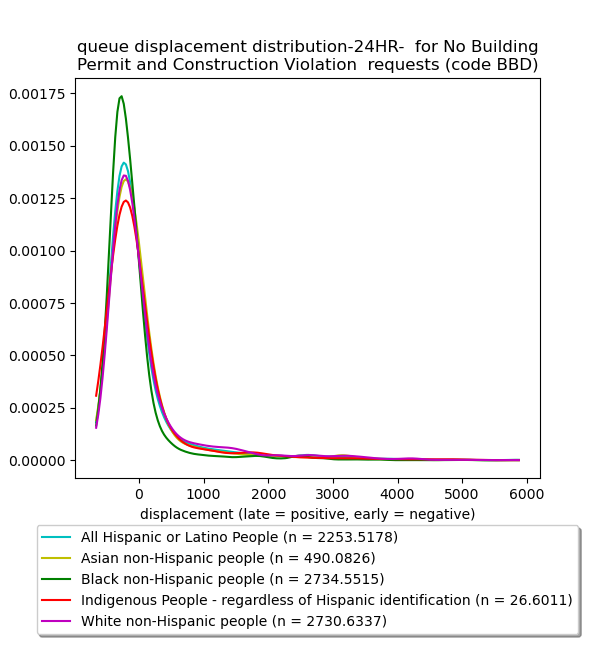 queue displacement distribution-24HR-  for No Building
Permit and Construction Violation  requests (code BBD)
0.00175
0.00150
0.00125
0.00100
0.00075
0.00050
0.00025
0.00000
0 1000 2000 3000 4000 5000 6000
displacement (late = positive, early = negative)
All Hispanic or Latino People (n = 2253.5178)
Asian non-Hispanic people (n = 490.0826)
Black non-Hispanic people (n = 2734.5515)
Indigenous People - regardless of Hispanic identification (n = 26.6011)
White non-Hispanic people (n = 2730.6337)